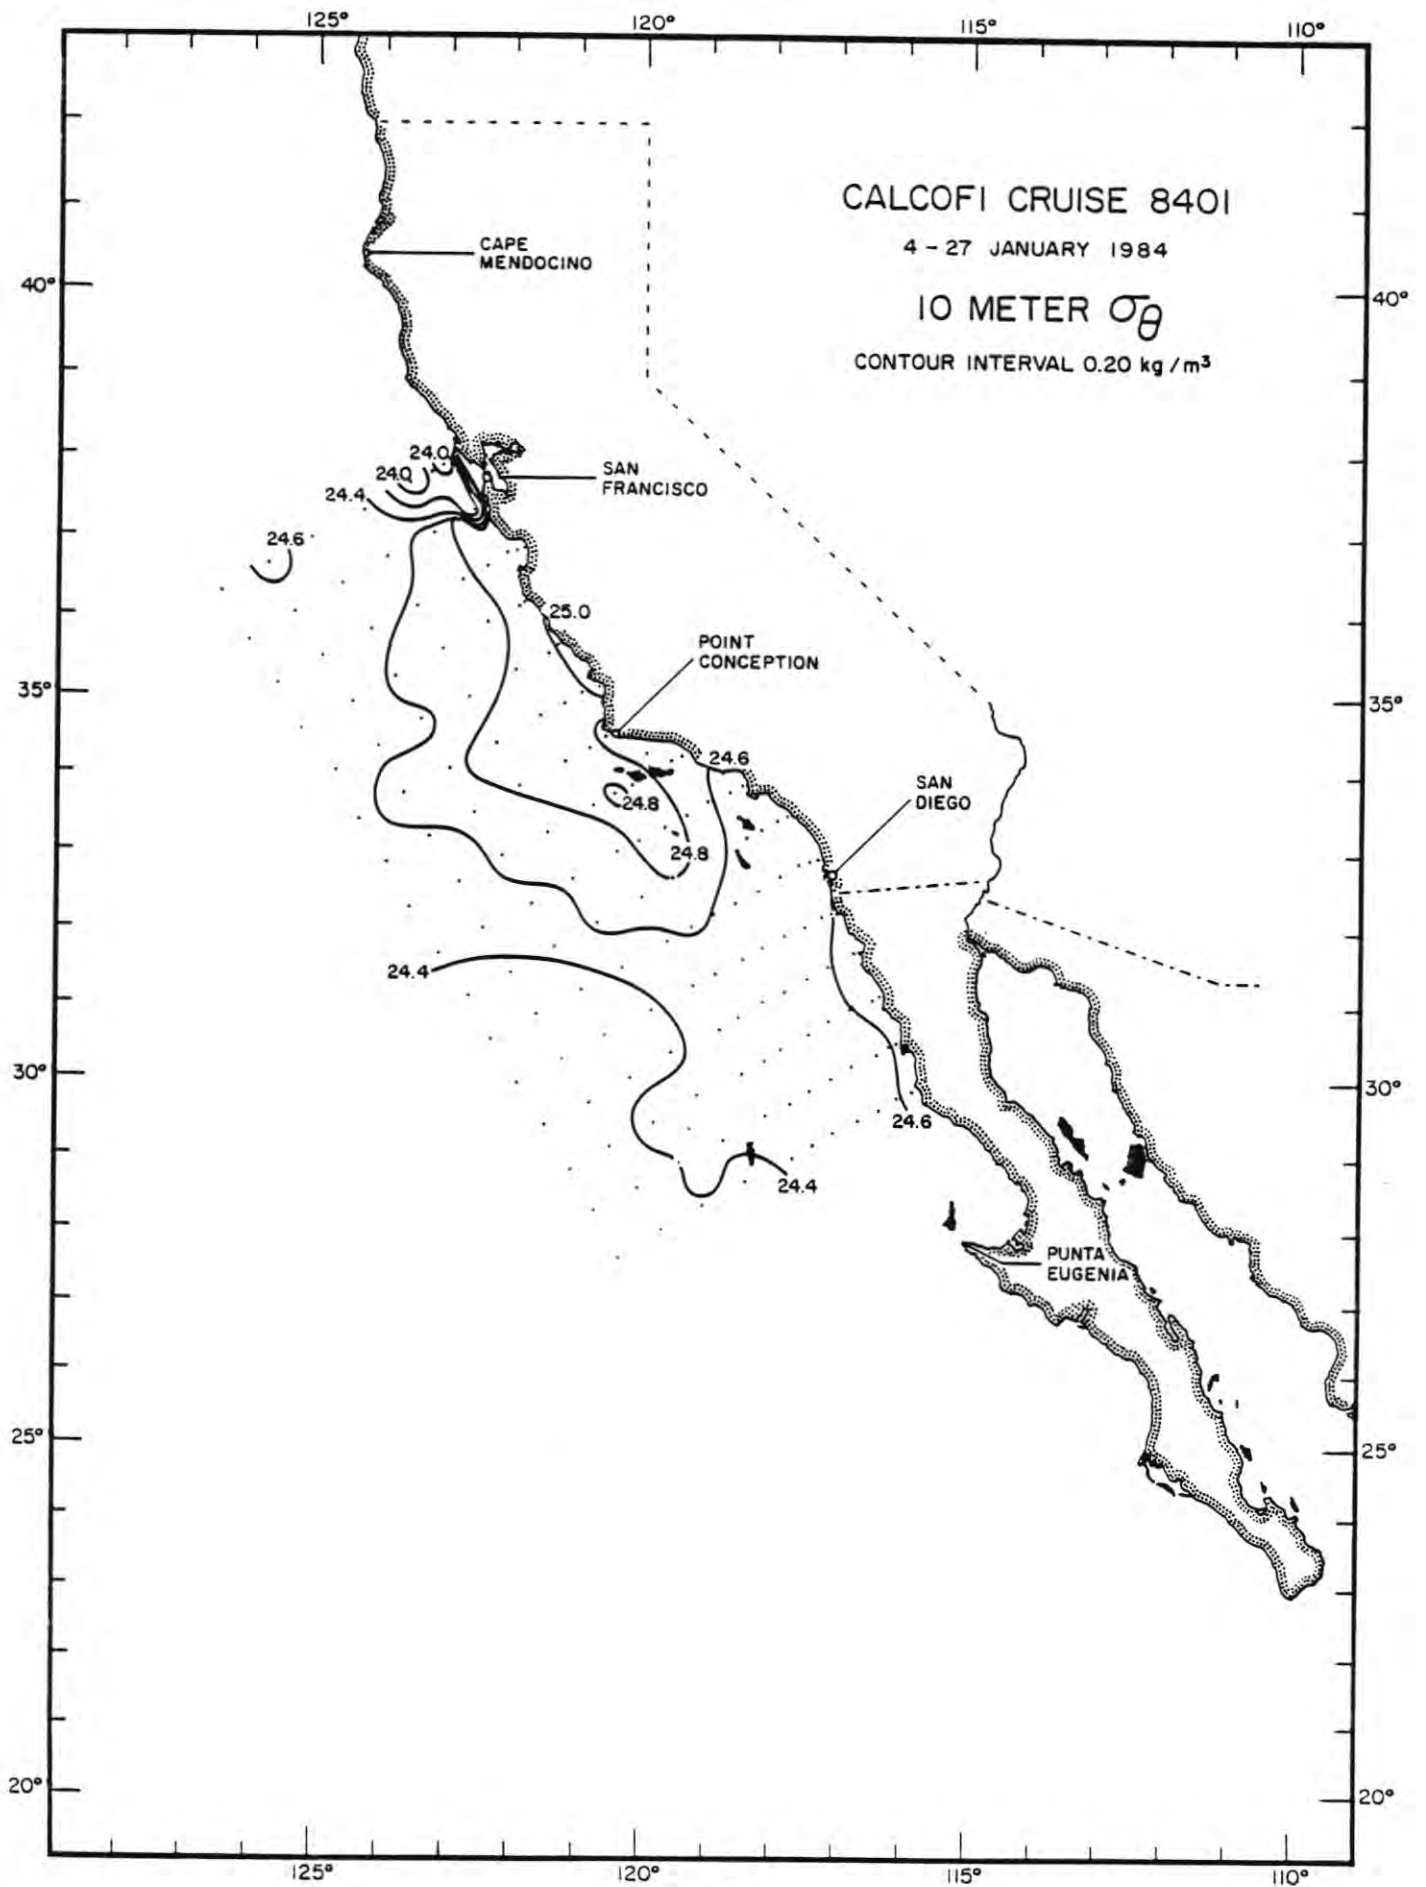 125° 120° 115° 110°
CALCOFI CRUISE 8401
4 - 27 JANUARY 1984
10 METER σθ
CONTOUR INTERVAL 0.20 kg/m³
CAPE
MENDOCINO
40° 40°
24.0
24.0
SAN
FRANCISCO
24.4
24.6
25.0
POINT
CONCEPTION
35° 35°
24.6
SAN
DIEGO
24.8
24.8
24.4
30° 30°
24.6
24.4
PUNTA
EUGENIA
25° 25°
20° 20°
125° 120° 115° 110°